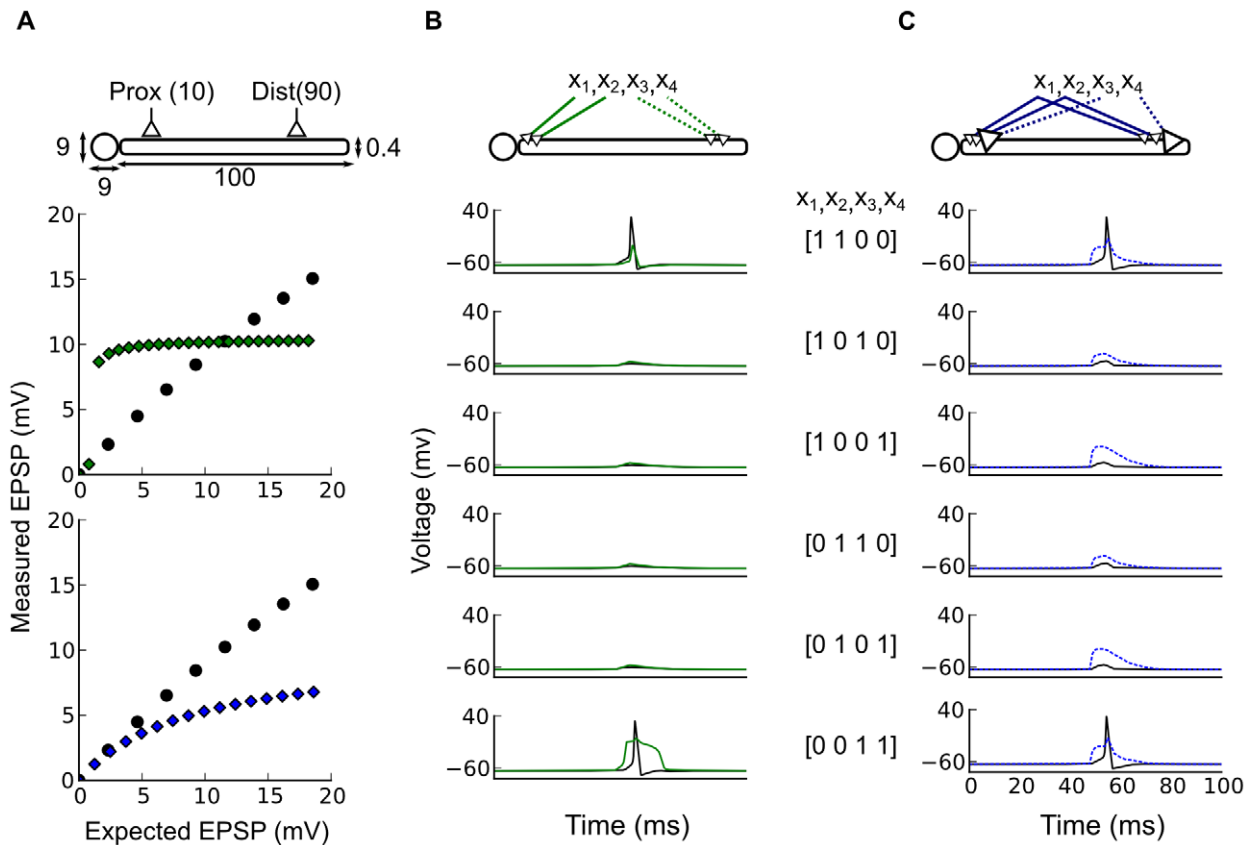 A
B
C
Prox (10)
Dist(90)
9
9
100
0.4
x1,x2,x3,x4
x1,x2,x3,x4
Measured EPSP (mV)
20
15
10
5
0
0 5 10 15 20
20
15
10
5
0
0 5 10 15 20
Expected EPSP (mV)
Voltage (mv)
x1,x2,x3,x4
40
−60
[1 1 0 0]
40
−60
40
−60
[1 0 1 0]
40
−60
40
−60
[1 0 0 1]
40
−60
40
−60
[0 1 1 0]
40
−60
40
−60
[0 1 0 1]
40
−60
40
−60
[0 0 1 1]
40
−60
0 20 40 60 80 100
Time (ms)
Time (ms)